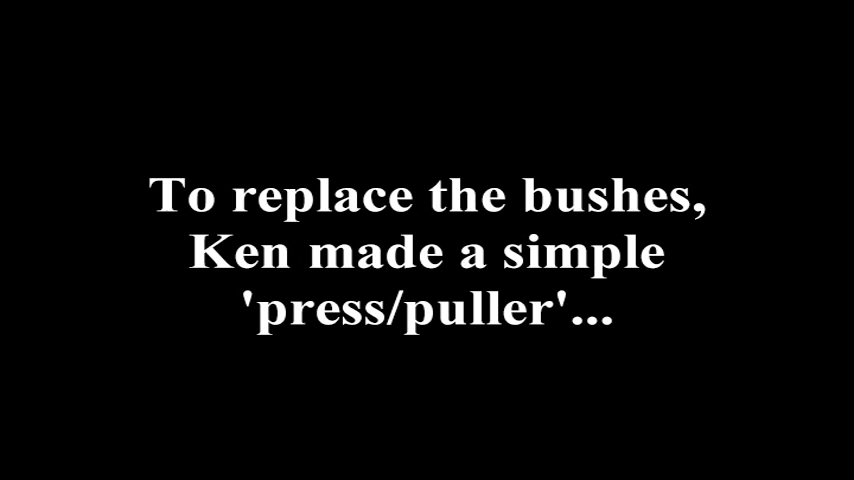 To replace the bushes,
Ken made a simple
'press/puller'...